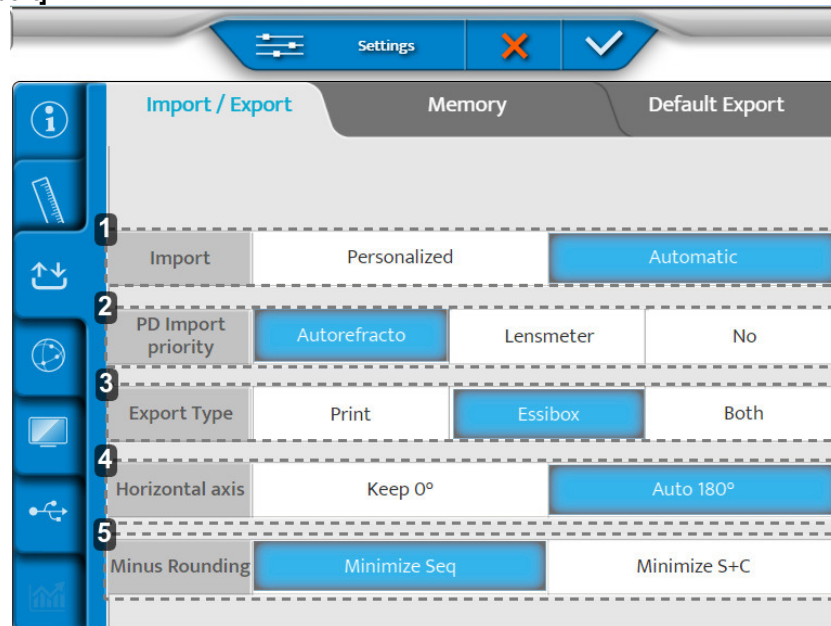 Settings
Import / Export Memory Default Export
1
Import Personalized Automatic
2
PD Import
priority
Autorefracto Lensmeter No
3
Export Type Print Essibox Both
4
Horizontal axis Keep 0° Auto 180°
5
Minus Rounding Minimize Seq Minimize S+C